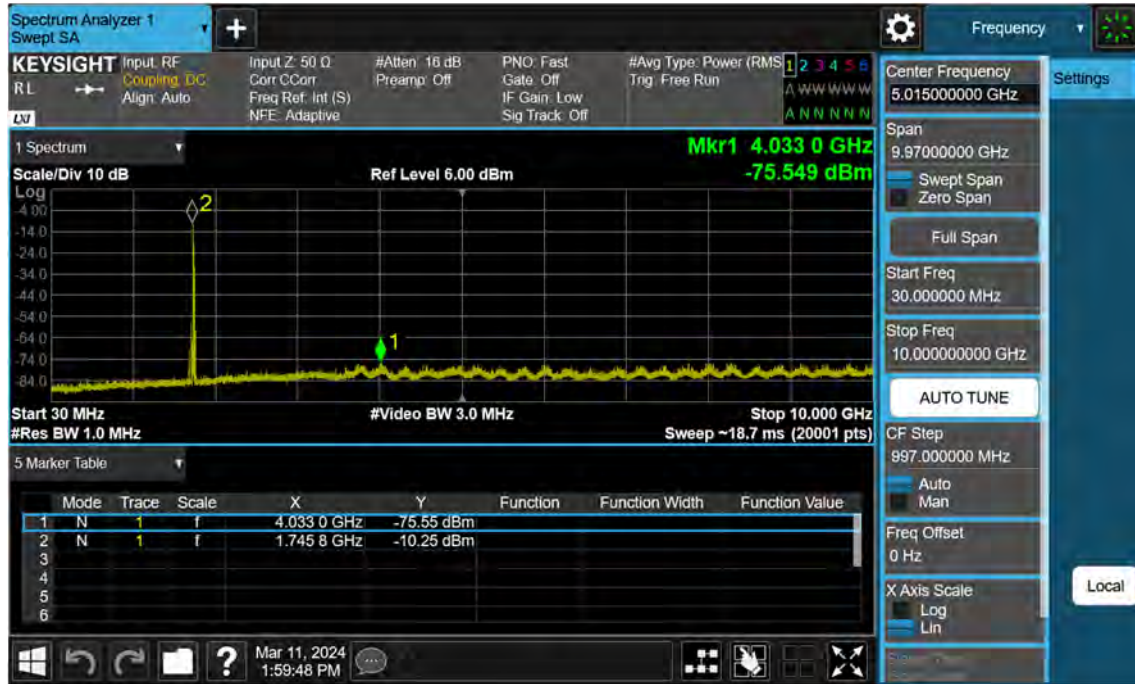 Spectrum Analyzer 1
Swept SA
+
Frequency
KEYSIGHT
RL
LXI
Input: RF
Coupling: DC
Align: Auto
Input Z: 50 Ω
Corr CCorr
Freq Ref: Int (S)
NFE: Adaptive
#Atten: 16 dB
Preamp: Off
PNO: Fast
Gate: Off
IF Gain: Low
Sig Track: Off
#Avg Type: Power (RMS
Trig: Free Run
1 2 3 4 5 6
A W W W W W
A N N N N N
1 Spectrum
Scale/Div 10 dB
Ref Level 6.00 dBm
Mkr1 4.033 0 GHz
-75.549 dBm
Log
-4.00
-14.0
-24.0
-34.0
-44.0
-54.0
-64.0
-74.0
-84.0
2
1
Start 30 MHz
#Video BW 3.0 MHz
Stop 10.000 GHz
#Res BW 1.0 MHz
Sweep ~18.7 ms (20001 pts)
5 Marker Table
Mode Trace Scale X Y Function Function Width Function Value
1 N 1 f 4.033 0 GHz -75.55 dBm
2 N 1 f 1.745 8 GHz -10.25 dBm
3
4
5
6
Center Frequency
5.015000000 GHz
Settings
Span
9.97000000 GHz
Swept Span
Zero Span
Full Span
Start Freq
30.000000 MHz
Stop Freq
10.000000000 GHz
AUTO TUNE
CF Step
997.000000 MHz
Auto
Man
Freq Offset
0 Hz
X Axis Scale
Log
Lin
Local
?
Mar 11, 2024
1:59:48 PM